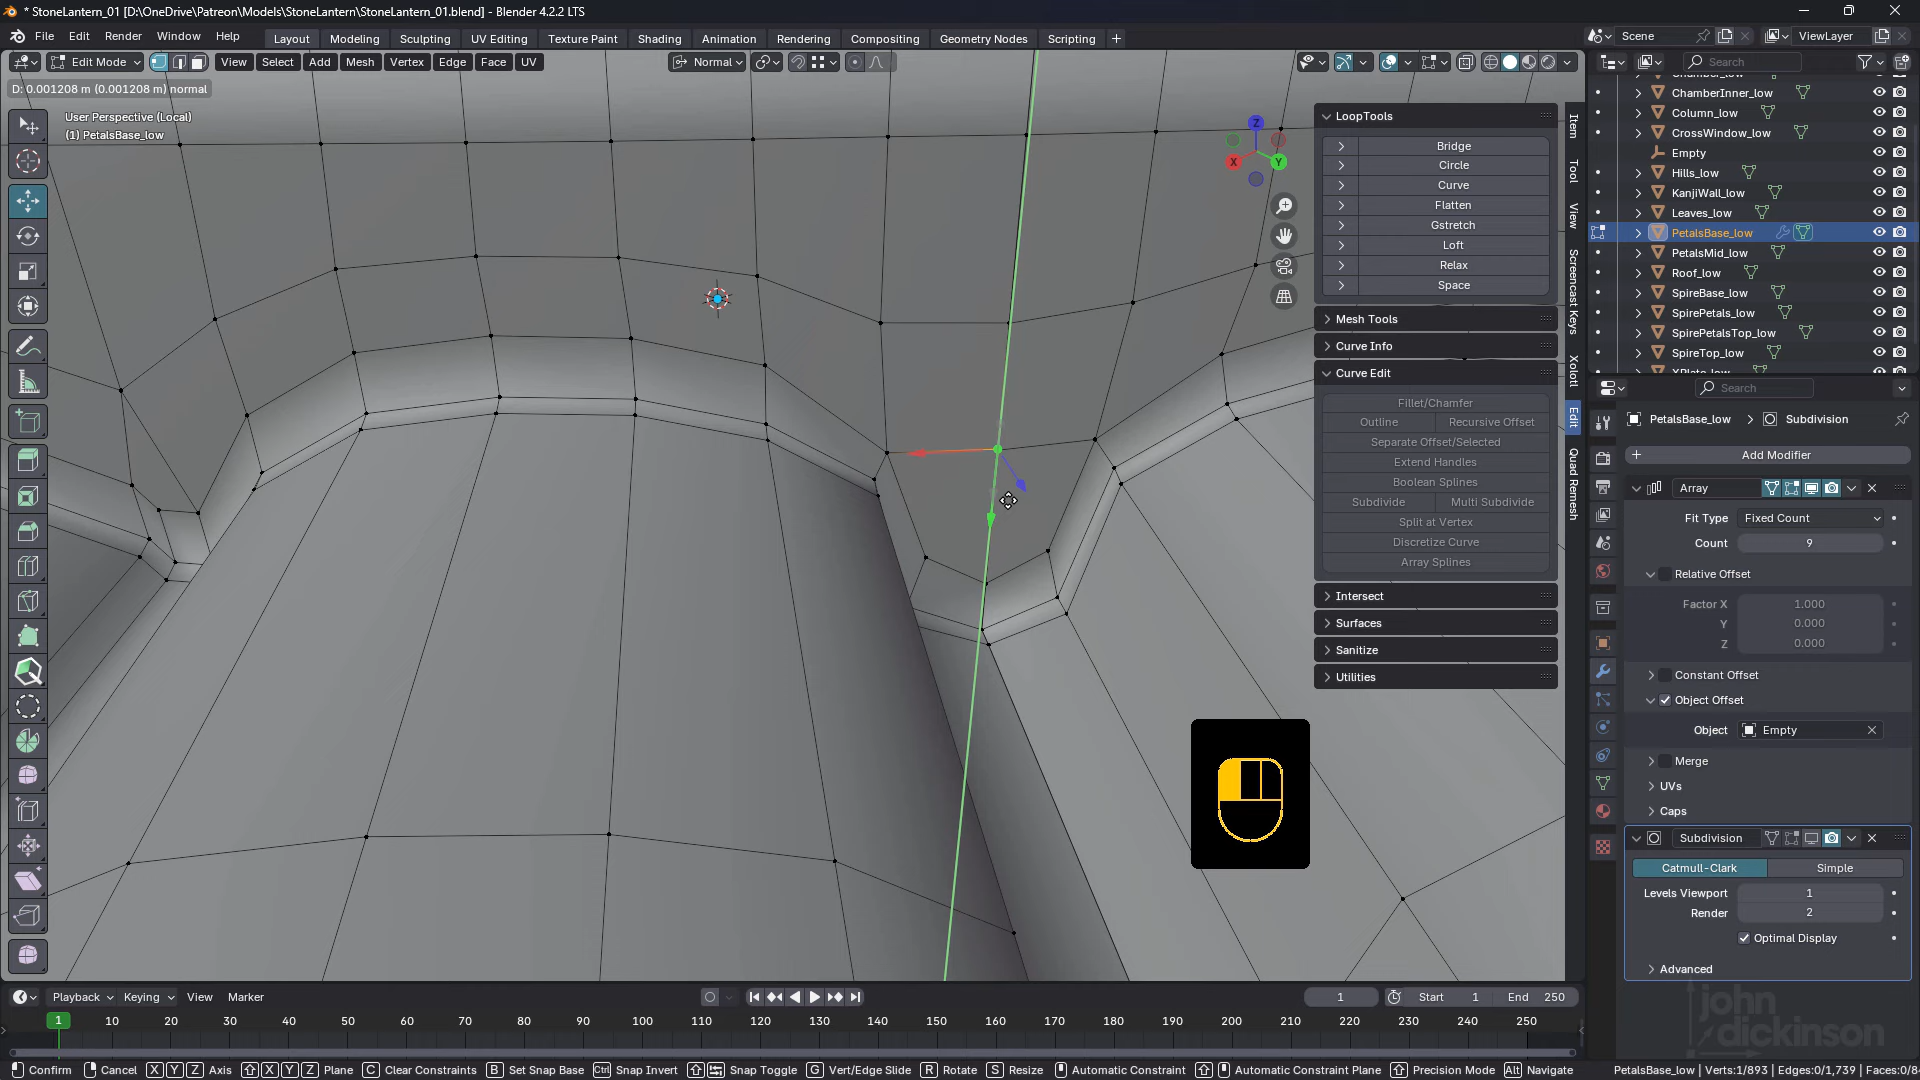 * StoneLantern_01 [D:\OneDrive\Patreon\Models\StoneLantern\StoneLantern_01.blend] - Blender 4.2.2 LTS
File Edit Render Window Help Layout Modeling Sculpting UV Editing Texture Paint Shading Animation Rendering Compositing Geometry Nodes Scripting + Scene ViewLayer
Edit Mode View Select Add Mesh Vertex Edge Face UV Normal Search
D: 0.001208 m (0.001208 m) normal
User Perspective (Local)
(1) PetalsBase_low
Z
X
Y
LoopTools
Bridge
Circle
Curve
Flatten
Gstretch
Loft
Relax
Space
Mesh Tools
Curve Info
Curve Edit
Fillet/Chamfer
Outline Recursive Offset
Separate Offset/Selected
Extend Handles
Boolean Splines
Subdivide Multi Subdivide
Split at Vertex
Discretize Curve
Array Splines
Intersect
Surfaces
Sanitize
Utilities
Item
Tool
View
Screencast Keys
Xolotl
Edit
Quad Remesh
ChamberInner_low
Column_low
CrossWindow_low
Empty
Hills_low
KanjiWall_low
Leaves_low
PetalsBase_low
PetalsMid_low
Roof_low
SpireBase_low
SpirePetals_low
SpirePetalsTop_low
SpireTop_low
Search
PetalsBase_low > Subdivision
+ Add Modifier
Array
Fit Type Fixed Count
Count 9
Relative Offset
Factor X 1.000
Y 0.000
Z 0.000
Constant Offset
Object Offset
Object Empty
Merge
UVs
Caps
Subdivision
Catmull-Clark Simple
Levels Viewport 1
Render 2
Optimal Display
Advanced
john
dickinson
Playback Keying View Marker 1 Start 1 End 250
1 10 20 30 40 50 60 70 80 90 100 110 120 130 140 150 160 170 180 190 200 210 220 230 240 250
Confirm Cancel X Y Z Axis X Y Z Plane C Clear Constraints B Set Snap Base Ctrl Snap Invert Snap Toggle G Vert/Edge Slide R Rotate S Resize Automatic Constraint Automatic Constraint Plane Precision Mode Alt Navigate PetalsBase_low | Verts:1/893 | Edges:0/1,739 | Faces:0/8